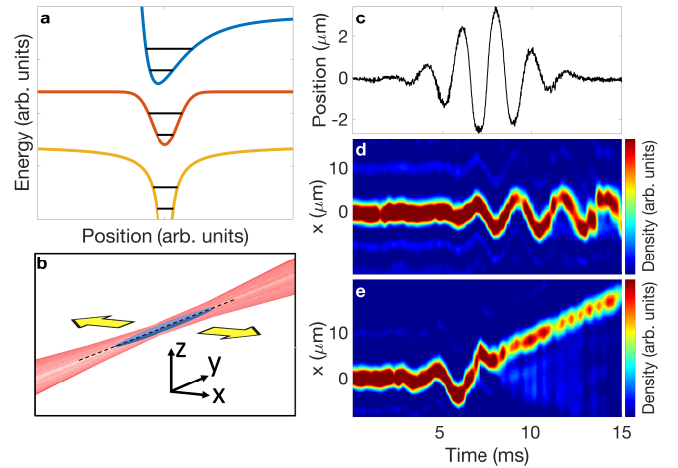 a
Energy (arb. units)
Position (arb. units)
b
z
y
x
c
Position (μm)
2
0
-2
d
x (μm)
10
0
Density (arb. units)
e
x (μm)
10
0
Density (arb. units)
5
10
15
Time (ms)